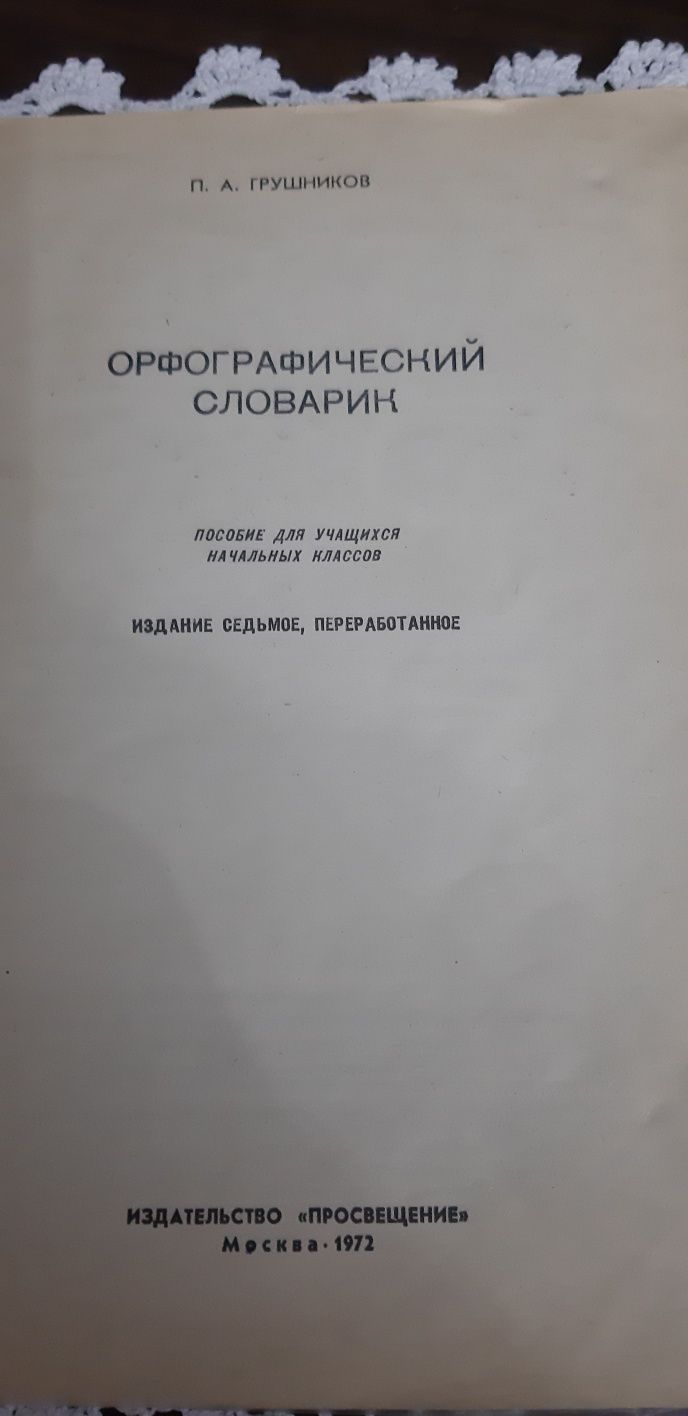 П. А. ГРУШНИКОВ
ОРФОГРАФИЧЕСКИЙ
СЛОВАРИК
ПОСОБИЕ ДЛЯ УЧАЩИХСЯ
НАЧАЛЬНЫХ КЛАССОВ
ИЗДАНИЕ СЕДЬМОЕ, ПЕРЕРАБОТАННОЕ
ИЗДАТЕЛЬСТВО «ПРОСВЕЩЕНИЕ»
Москва · 1972